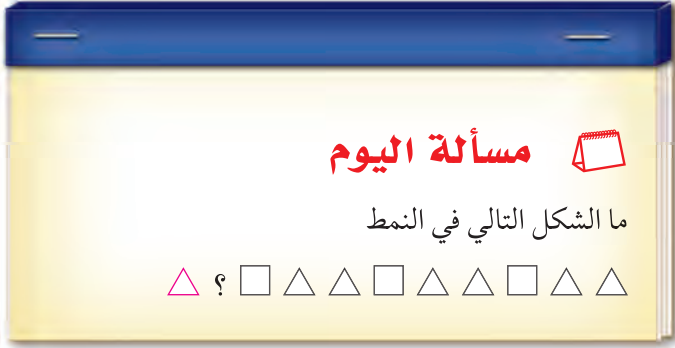 مسألة اليوم
ما الشكل التالي في النمط
△ △ □ △ △ □ △ △ □ ؟ △